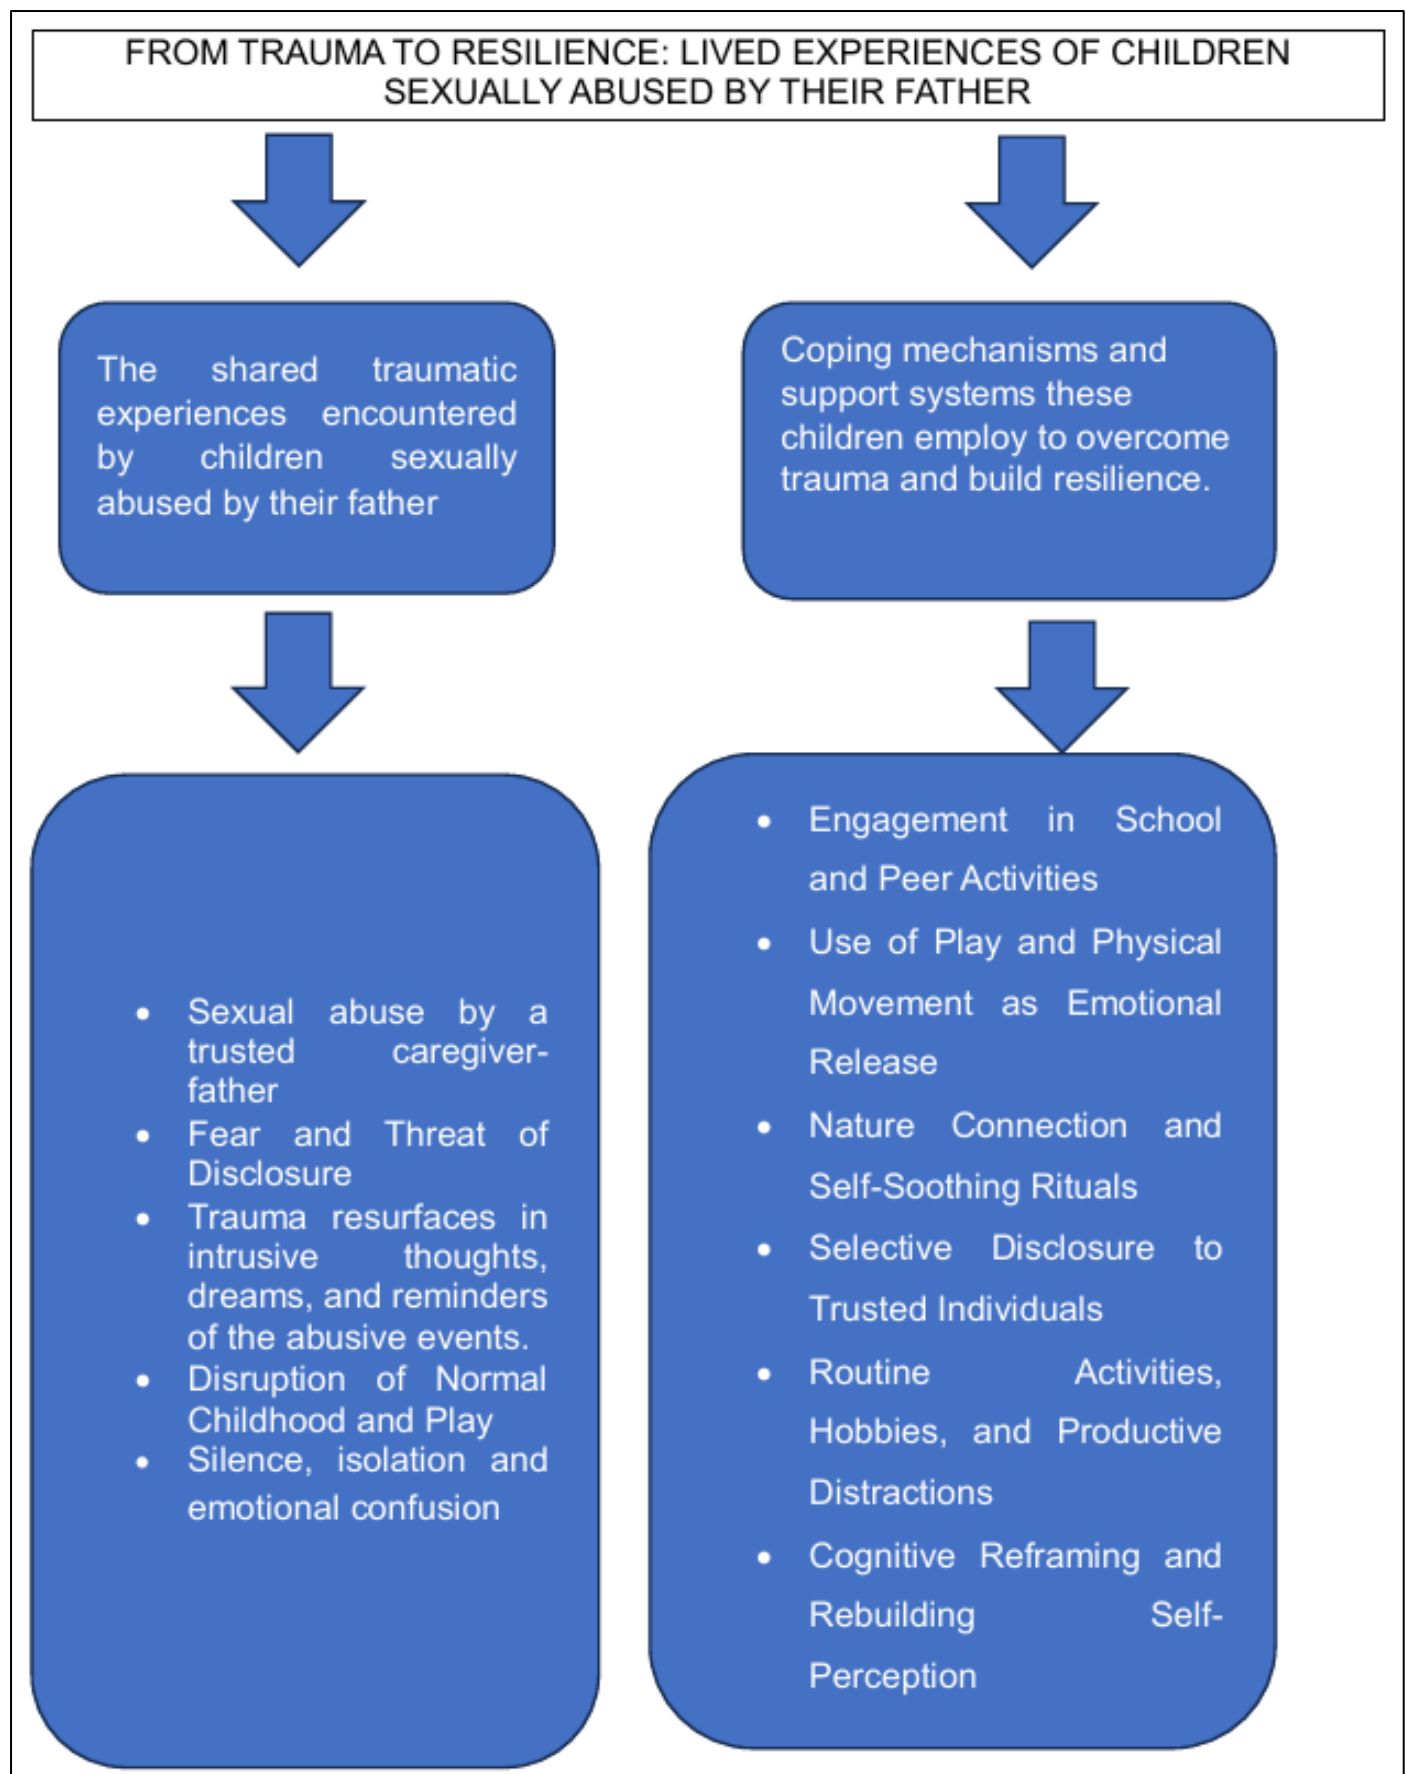 FROM TRAUMA TO RESILIENCE: LIVED EXPERIENCES OF CHILDREN
SEXUALLY ABUSED BY THEIR FATHER
The shared traumatic
experiences encountered
by children sexually
abused by their father
Coping mechanisms and
support systems these
children employ to overcome
trauma and build resilience.
• Sexual abuse by a
trusted caregiver-
father
• Fear and Threat of
Disclosure
• Trauma resurfaces in
intrusive thoughts,
dreams, and reminders
of the abusive events.
• Disruption of Normal
Childhood and Play
• Silence, isolation and
emotional confusion
• Engagement in School
and Peer Activities
• Use of Play and Physical
Movement as Emotional
Release
• Nature Connection and
Self-Soothing Rituals
• Selective Disclosure to
Trusted Individuals
• Routine Activities,
Hobbies, and Productive
Distractions
• Cognitive Reframing and
Rebuilding Self-
Perception